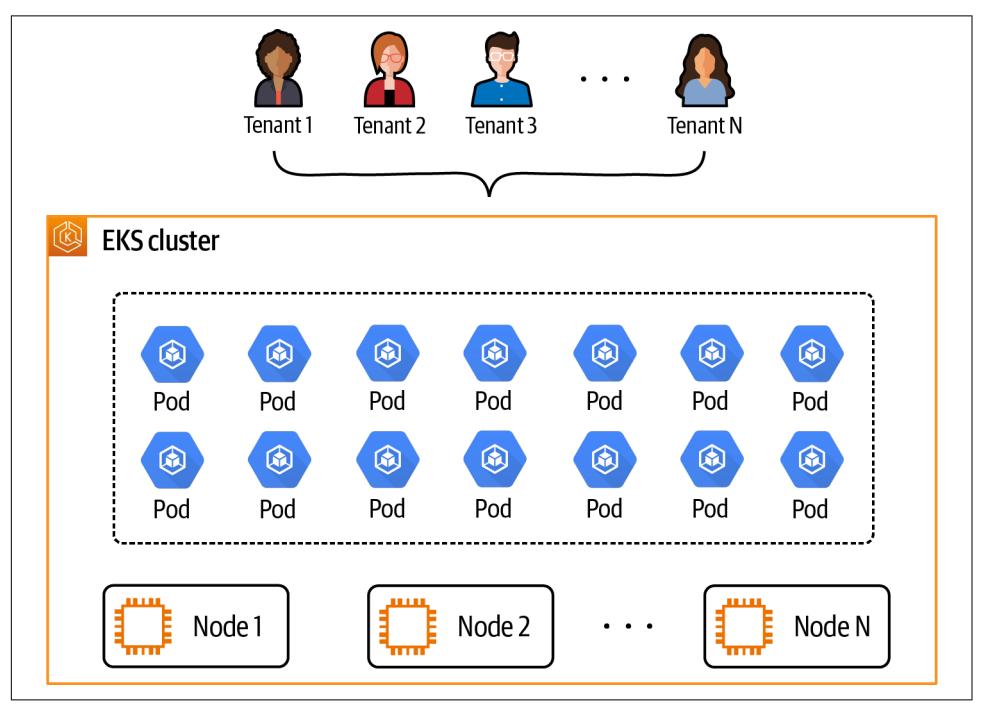 Tenant 1 Tenant 2 Tenant 3 . . . Tenant N
EKS cluster
Pod Pod Pod Pod Pod Pod Pod
Pod Pod Pod Pod Pod Pod Pod
Node 1 Node 2 . . . Node N